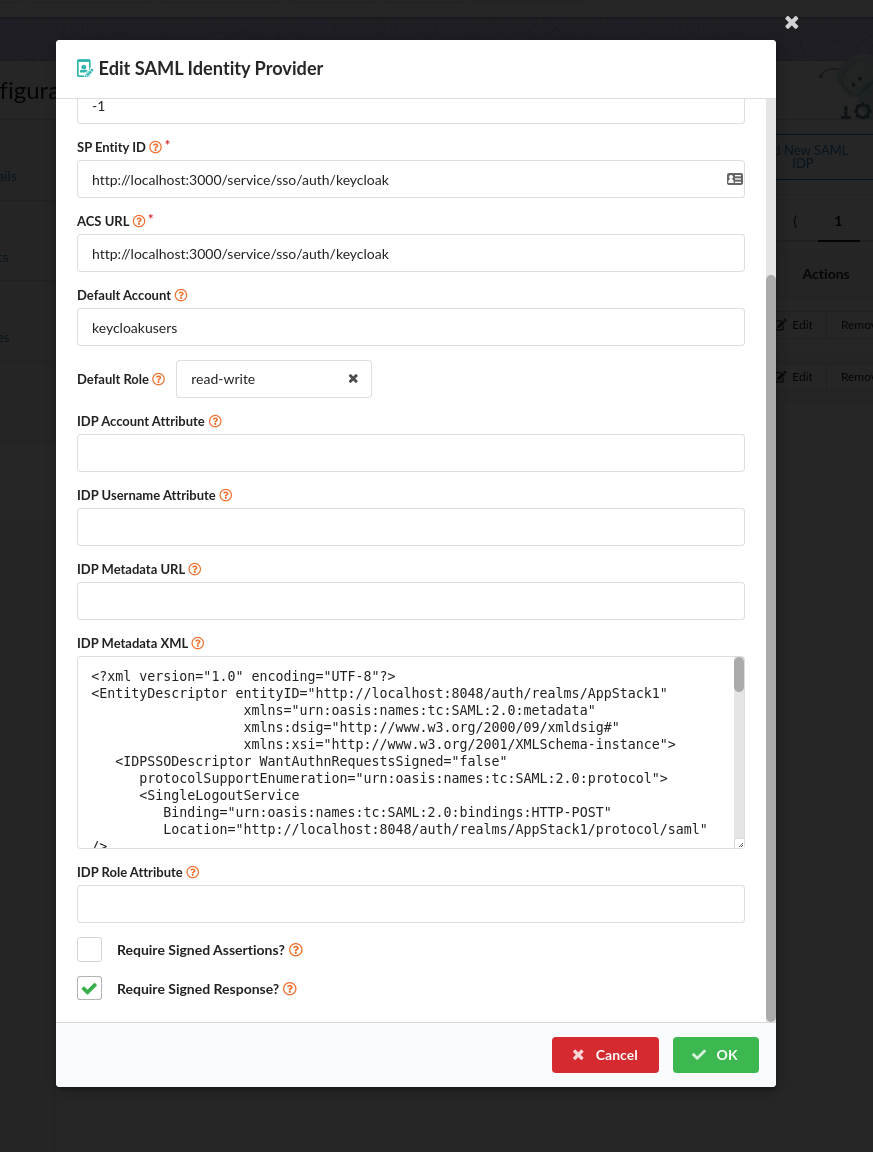 Edit SAML Identity Provider
-1
SP Entity ID *
http://localhost:3000/service/sso/auth/keycloak
ACS URL *
http://localhost:3000/service/sso/auth/keycloak
Default Account
keycloakusers
Default Role read-write
IDP Account Attribute
IDP Username Attribute
IDP Metadata URL
IDP Metadata XML
<?xml version="1.0" encoding="UTF-8"?>
<EntityDescriptor entityID="http://localhost:8048/auth/realms/AppStack1"
xmlns="urn:oasis:names:tc:SAML:2.0:metadata"
xmlns:dsig="http://www.w3.org/2000/09/xmldsig#"
xmlns:xsi="http://www.w3.org/2001/XMLSchema-instance">
<IDPSSODescriptor WantAuthnRequestsSigned="false"
protocolSupportEnumeration="urn:oasis:names:tc:SAML:2.0:protocol">
<SingleLogoutService
Binding="urn:oasis:names:tc:SAML:2.0:bindings:HTTP-POST"
Location="http://localhost:8048/auth/realms/AppStack1/protocol/saml"
/>
IDP Role Attribute
Require Signed Assertions?
Require Signed Response?
Cancel
OK
New SAML
IDP
1
Actions
Edit
Edit